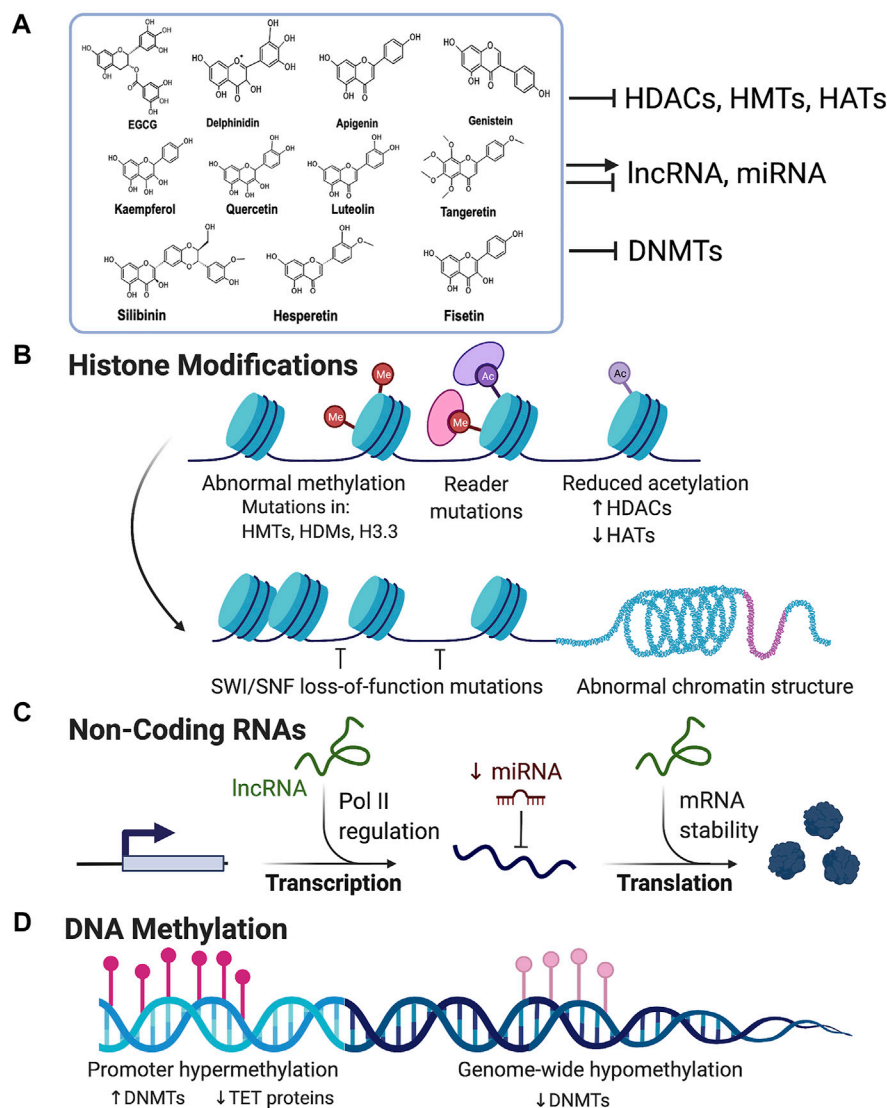 A
EGCG
Delphinidin
Apigenin
Genistein
Kaempferol
Quercetin
Luteolin
Tangeretin
Silibinin
Hesperetin
Fisetin
HDACs, HMTs, HATs
lncRNA, miRNA
DNMTs
B
Histone Modifications
Me
Me
Ac
Me
Ac
Abnormal methylation
Mutations in:
HMTs, HDMs, H3.3
Reader
mutations
Reduced acetylation
↑HDACs
↓HATs
SWI/SNF loss-of-function mutations
Abnormal chromatin structure
C
Non-Coding RNAs
lncRNA
Pol II
regulation
Transcription
↓ miRNA
mRNA
stability
Translation
D
DNA Methylation
Promoter hypermethylation
↑DNMTs ↓TET proteins
Genome-wide hypomethylation
↓DNMTs